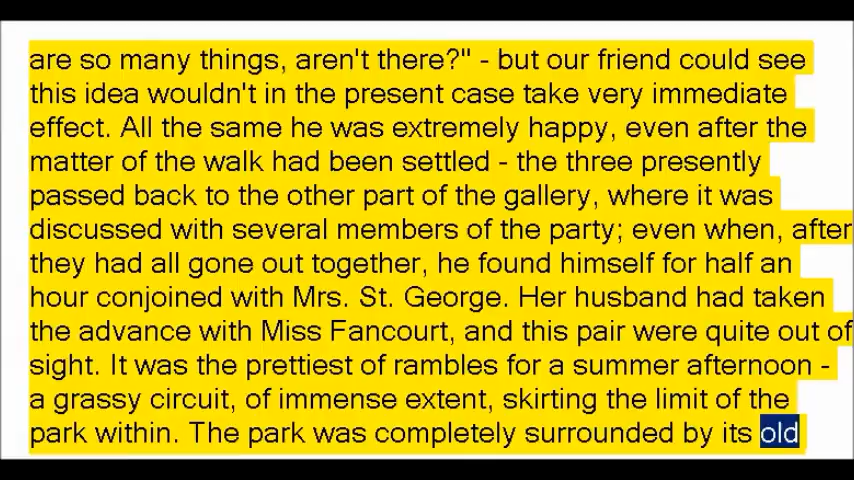 are so many things, aren't there?" - but our friend could see
this idea wouldn't in the present case take very immediate
effect. All the same he was extremely happy, even after the
matter of the walk had been settled - the three presently
passed back to the other part of the gallery, where it was
discussed with several members of the party; even when, after
they had all gone out together, he found himself for half an
hour conjoined with Mrs. St. George. Her husband had taken
the advance with Miss Fancourt, and this pair were quite out of
sight. It was the prettiest of rambles for a summer afternoon -
a grassy circuit, of immense extent, skirting the limit of the
park within. The park was completely surrounded by its old